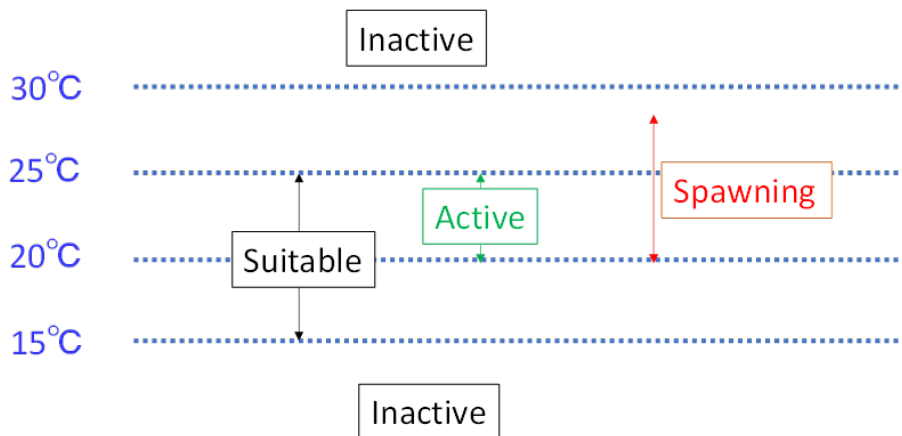 Inactive
30℃
25℃
Spawning
Active
20℃
Suitable
15℃
Inactive